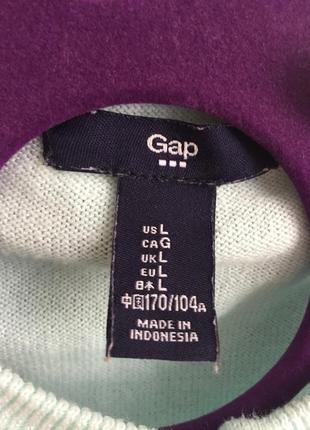 Gap
US L
CA G
UK L
EU L
日本 L
中国 170/104A
MADE IN
INDONESIA